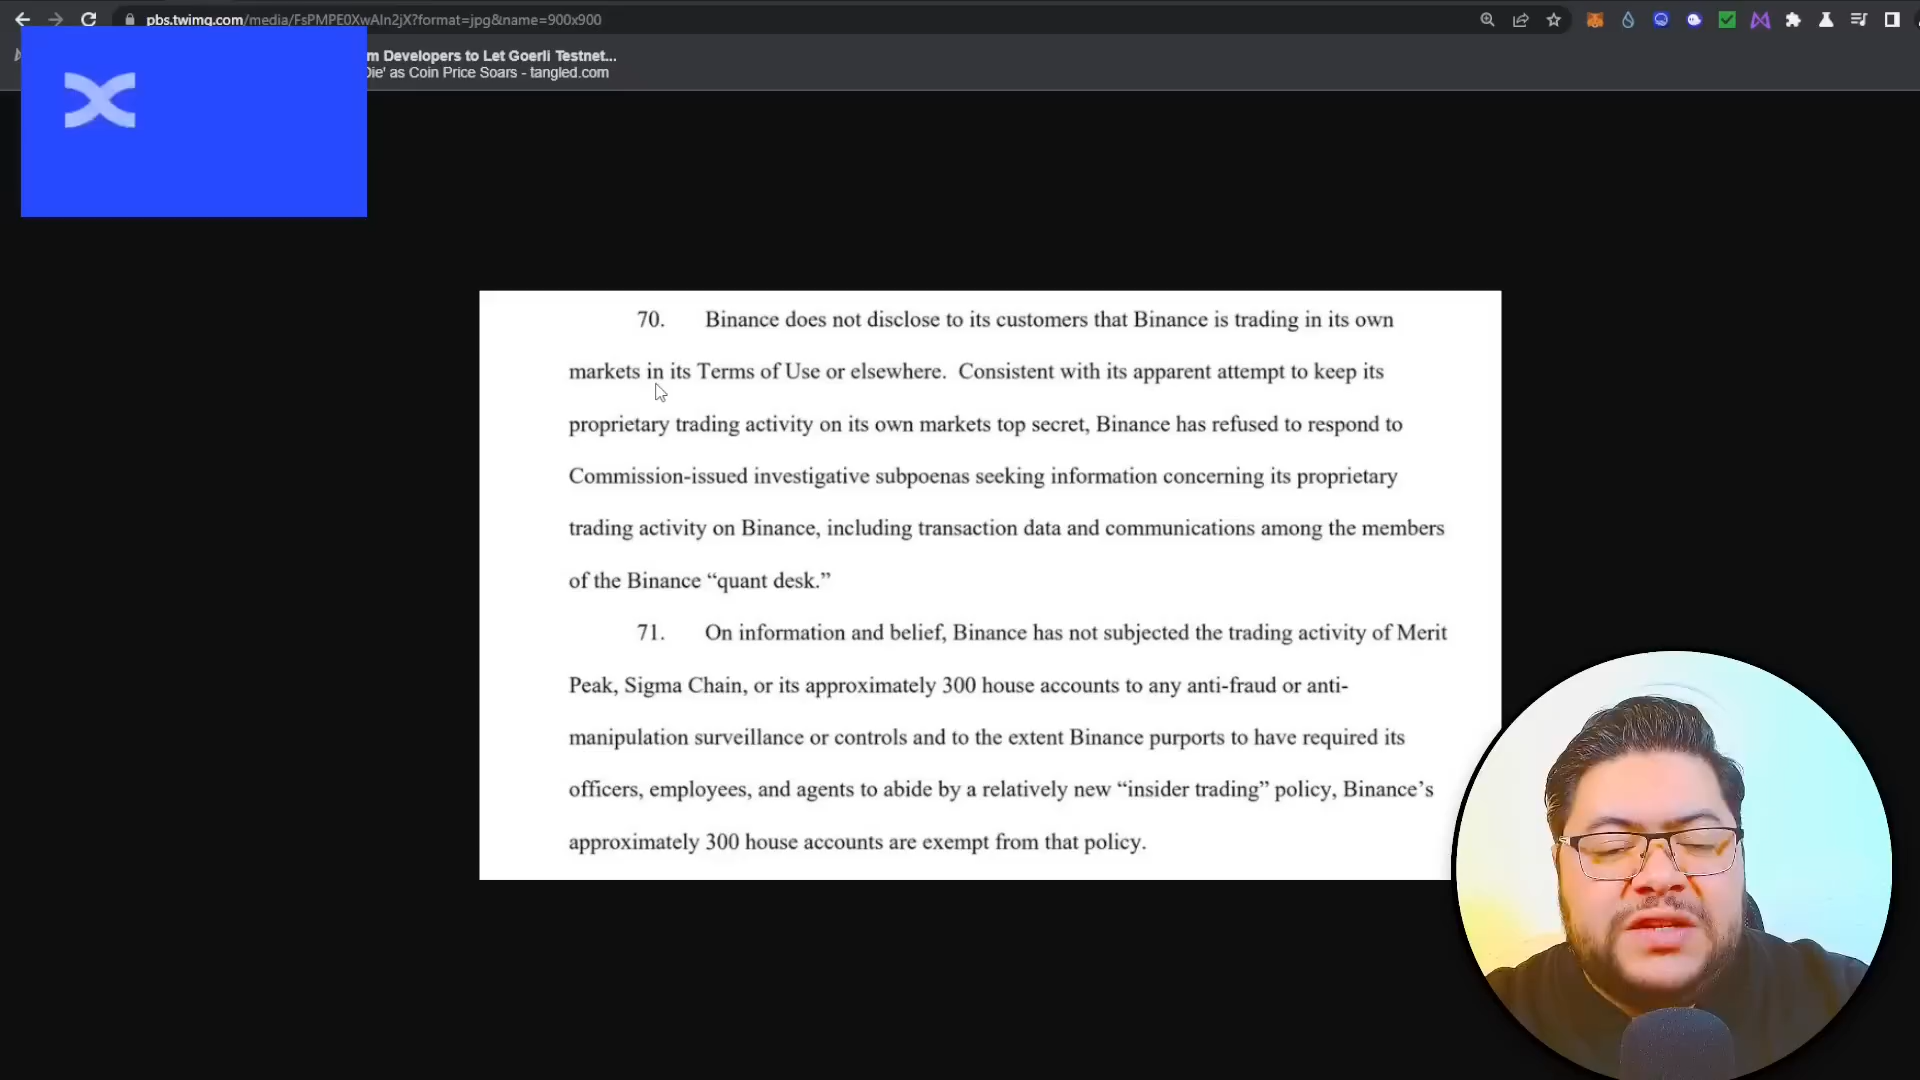 pbs.twimg.com/media/FsPMPE0XwAIn2jX?format=jpg&name=900x900
m Developers to Let Goerli Testnet...
Die' as Coin Price Soars - tangled.com
70. Binance does not disclose to its customers that Binance is trading in its own
markets in its Terms of Use or elsewhere. Consistent with its apparent attempt to keep its
proprietary trading activity on its own markets top secret, Binance has refused to respond to
Commission-issued investigative subpoenas seeking information concerning its proprietary
trading activity on Binance, including transaction data and communications among the members
of the Binance “quant desk.”
71. On information and belief, Binance has not subjected the trading activity of Merit
Peak, Sigma Chain, or its approximately 300 house accounts to any anti-fraud or anti-
manipulation surveillance or controls and to the extent Binance purports to have required its
officers, employees, and agents to abide by a relatively new “insider trading” policy, Binance’s
approximately 300 house accounts are exempt from that policy.